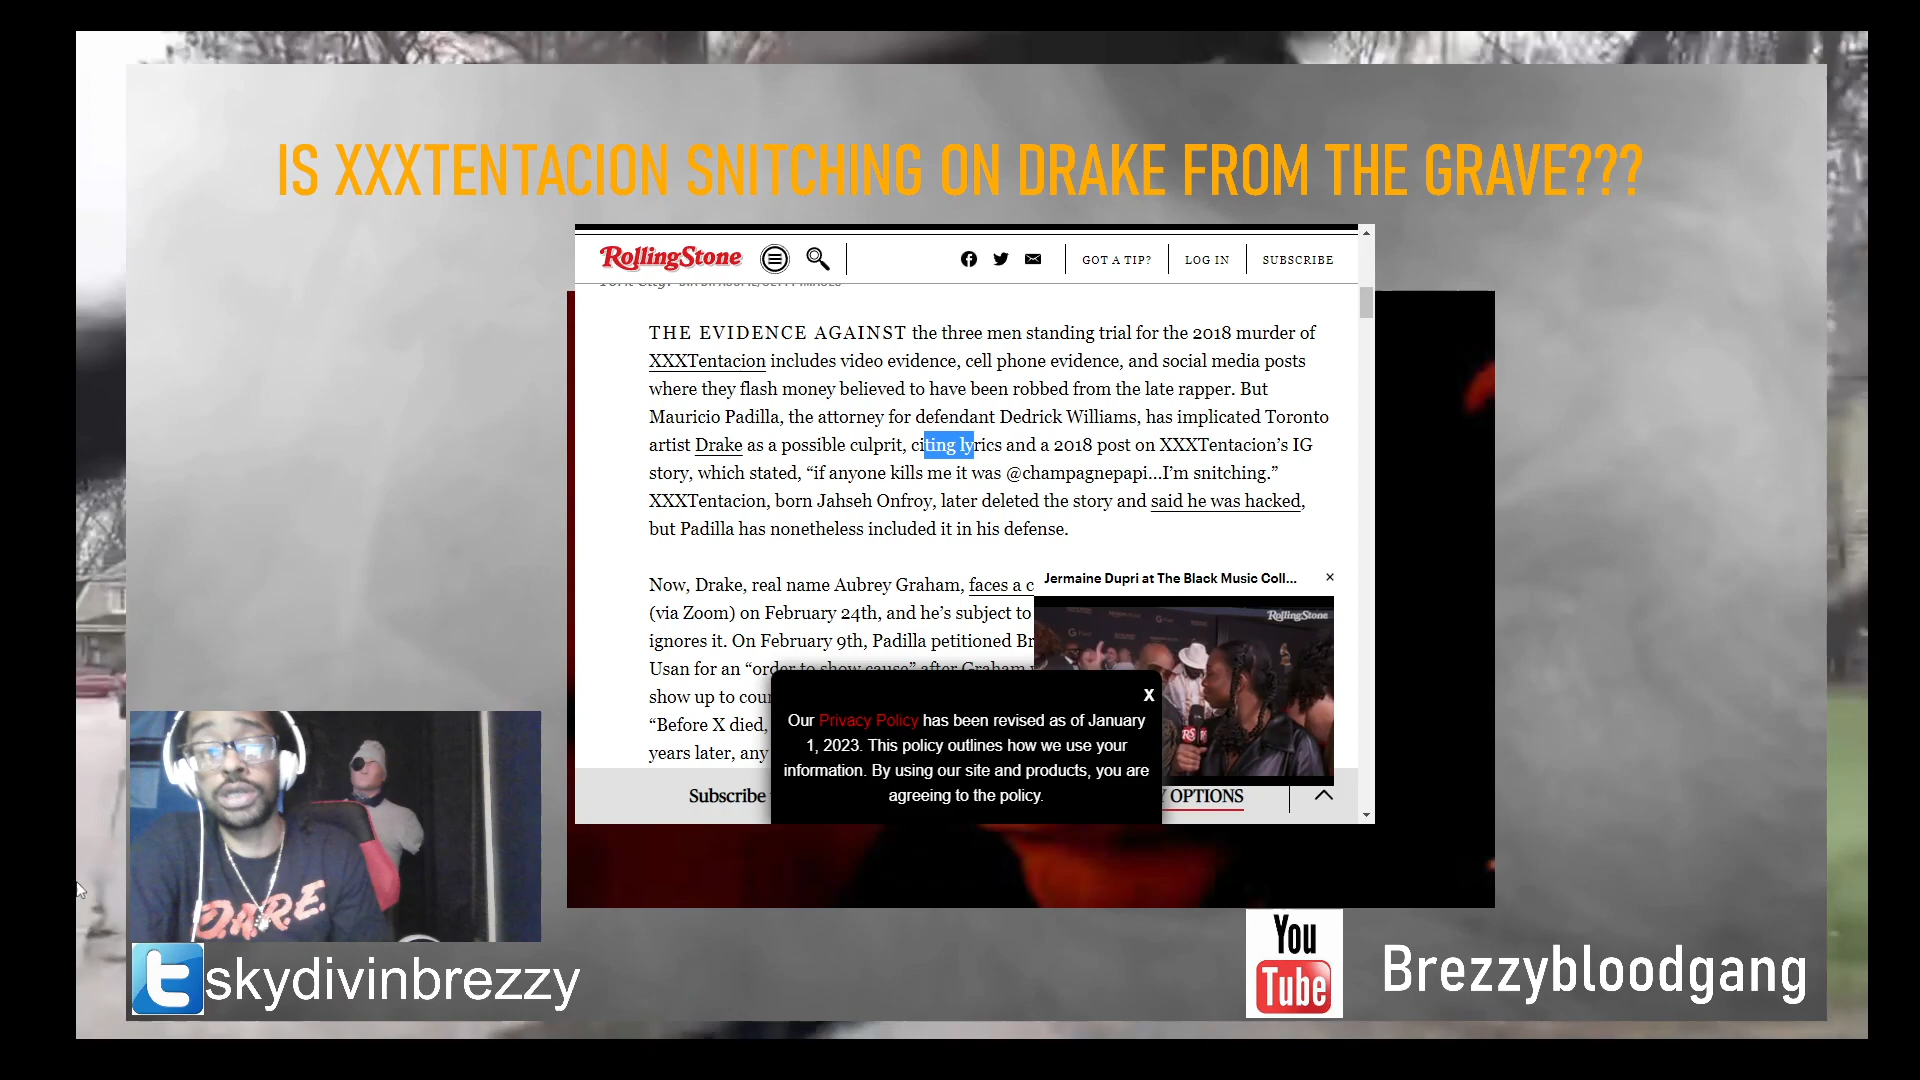 IS XXXTENTACION SNITCHING ON DRAKE FROM THE GRAVE???
RollingStone
GOT A TIP?
LOG IN
SUBSCRIBE
THE EVIDENCE AGAINST the three men standing trial for the 2018 murder of
XXXTentacion includes video evidence, cell phone evidence, and social media posts
where they flash money believed to have been robbed from the late rapper. But
Mauricio Padilla, the attorney for defendant Dedrick Williams, has implicated Toronto
artist Drake as a possible culprit, citing lyrics and a 2018 post on XXXTentacion’s IG
story, which stated, “if anyone kills me it was @champagnepapi…I’m snitching.”
XXXTentacion, born Jahseh Onfroy, later deleted the story and said he was hacked,
but Padilla has nonetheless included it in his defense.
Now, Drake, real name Aubrey Graham, faces a c
(via Zoom) on February 24th, and he’s subject to
ignores it. On February 9th, Padilla petitioned Br
Usan for an “order to show cause” after Graham
show up to cour
“Before X died,
years later, any
Jermaine Dupri at The Black Music Coll...
×
RollingStone
RS
X
Our Privacy Policy has been revised as of January
1, 2023. This policy outlines how we use your
information. By using our site and products, you are
agreeing to the policy.
Subscribe
OPTIONS
D.A.R.E.
skydivinbrezzy
You
Tube
Brezzybloodgang